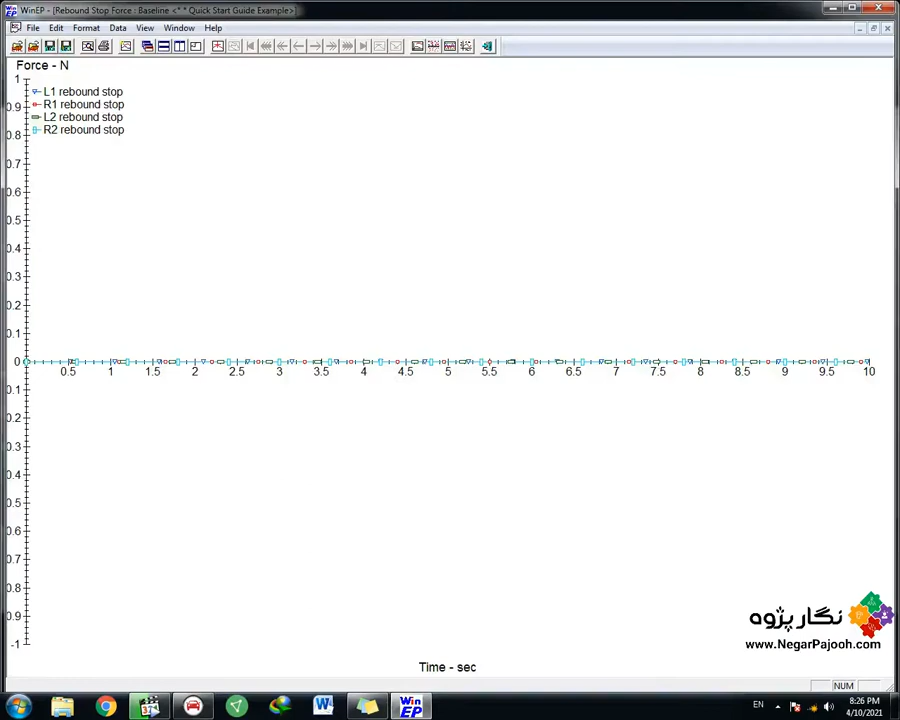 WinEP - [Rebound Stop Force : Baseline <* * Quick Start Guide Example>]
File Edit Format Data View Window Help
Force - N
1
0.9
0.8
0.7
0.6
0.5
0.4
0.3
0.2
0.1
0
0.1
0.2
0.3
0.4
0.5
0.6
0.7
0.8
0.9
-1
L1 rebound stop
R1 rebound stop
L2 rebound stop
R2 rebound stop
0.5 1 1.5 2 2.5 3 3.5 4 4.5 5 5.5 6 6.5 7 7.5 8 8.5 9 9.5 10
Time - sec
نگار پژوه
www.NegarPajooh.com
NUM
Win EP
EN
8:26 PM
4/10/2021